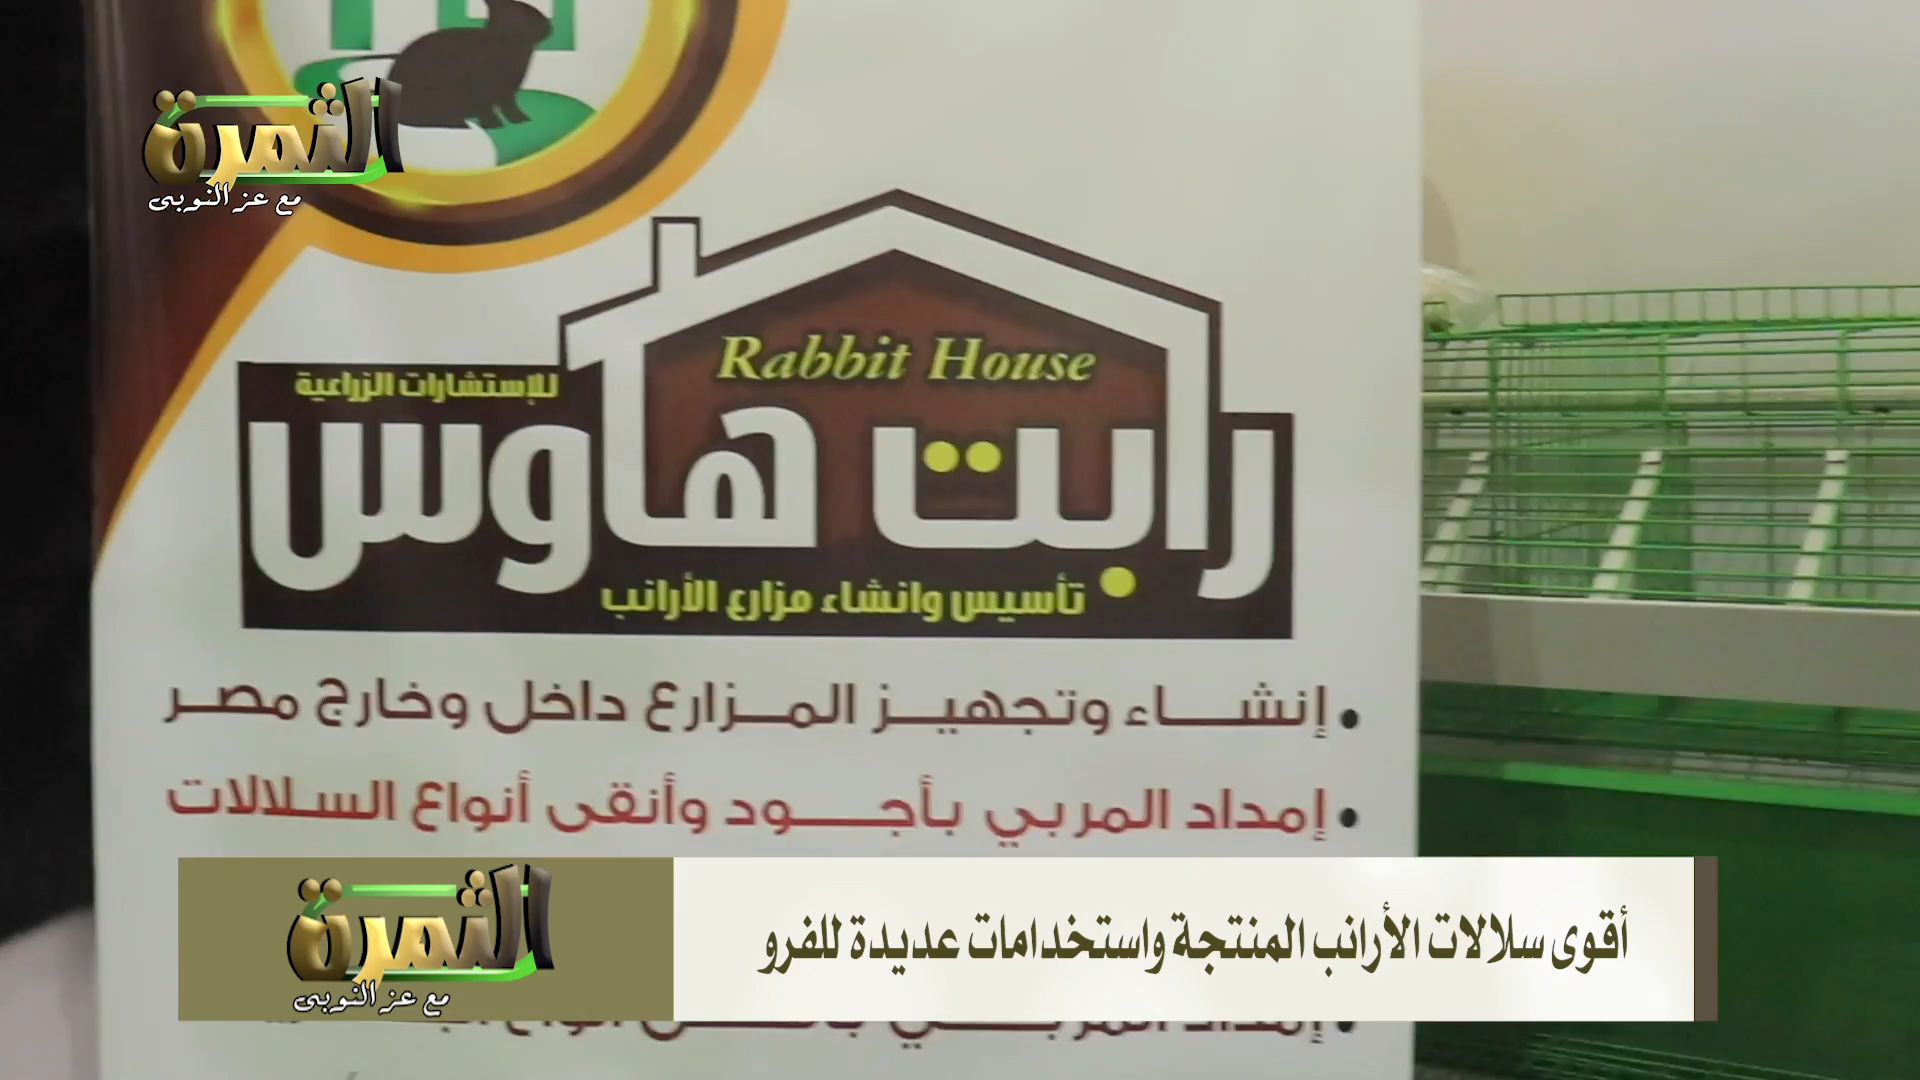 الثمرة
مع عز النوبى
Rabbit House
للإستشارات الزراعية
رابت هاوس
تأسيس وانشاء مزارع الأرانب
• إنشاء وتجهيز المزارع داخل وخارج مصر
• إمداد المربي بأجود وأنقى أنواع السلالات
أقوى سلالات الأرانب المنتجة واستخدامات عديدة للفرو
الثمرة
مع عز النوبى